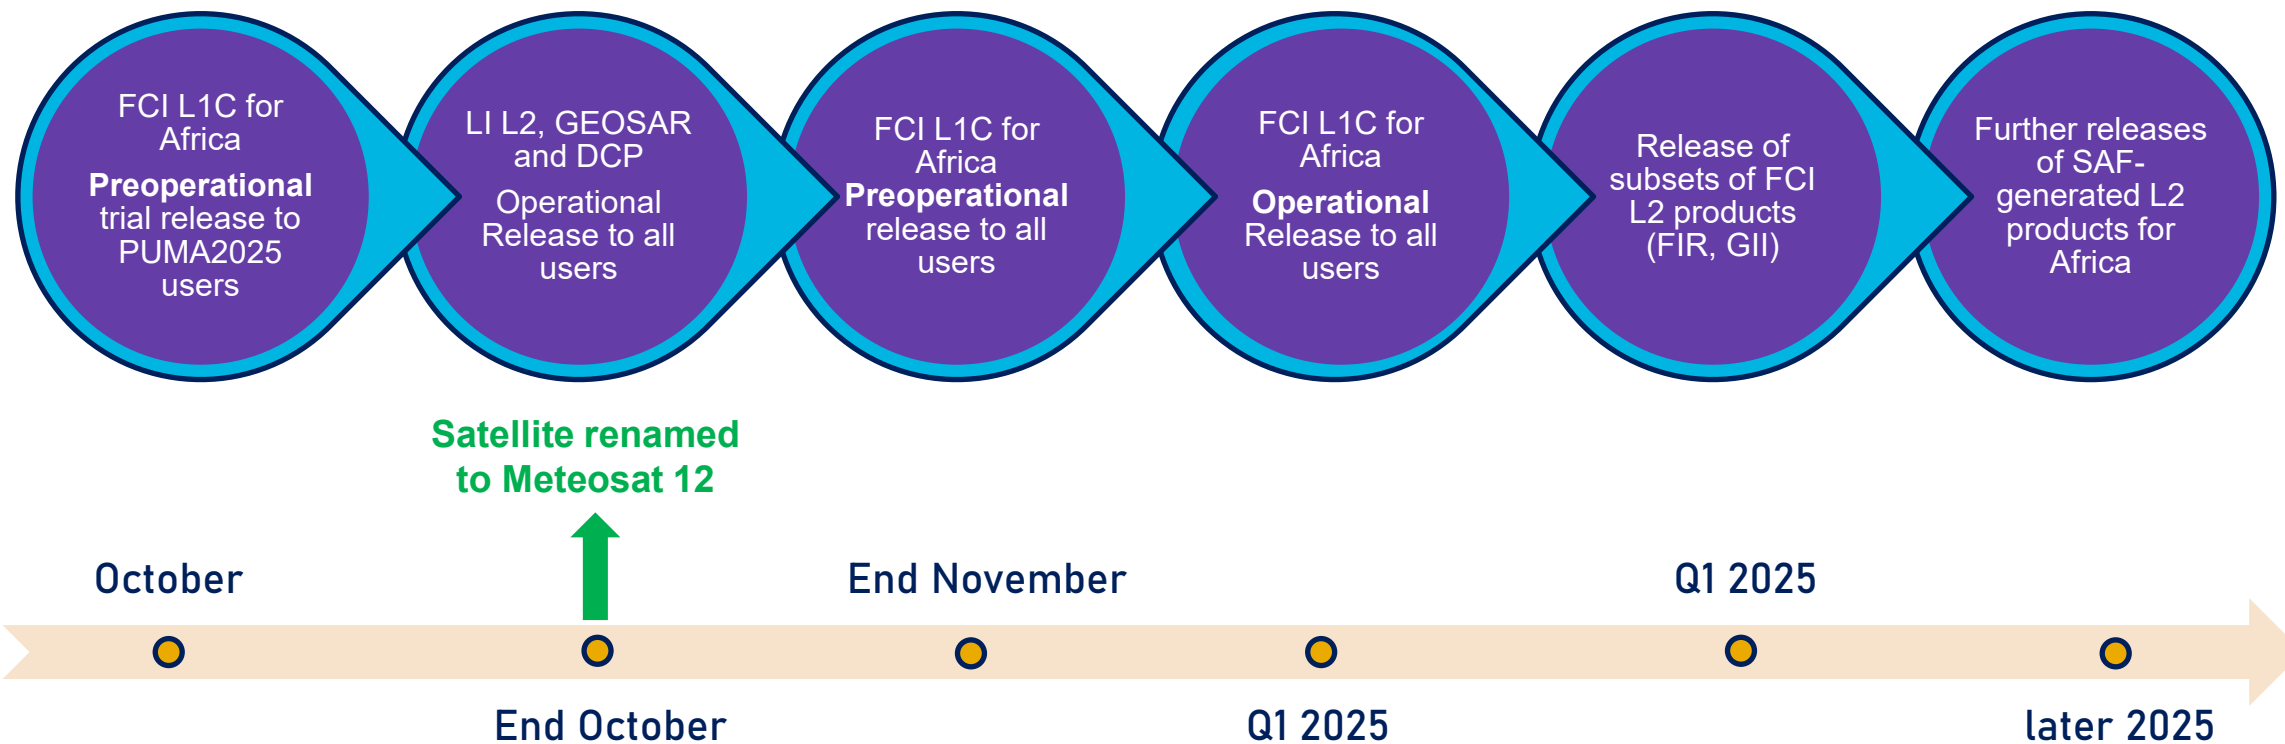 FCI L1C for
Africa
Preoperational
trial release to
PUMA2025
users
LI L2, GEOSAR
and DCP
Operational
Release to all
users
FCI L1C for
Africa
Preoperational
release to all
users
FCI L1C for
Africa
Operational
Release to all
users
Release of
subsets of FCI
L2 products
(FIR, GII)
Further releases
of SAF-
generated L2
products for
Africa
Satellite renamed
to Meteosat 12
October
End October
End November
Q1 2025
Q1 2025
later 2025